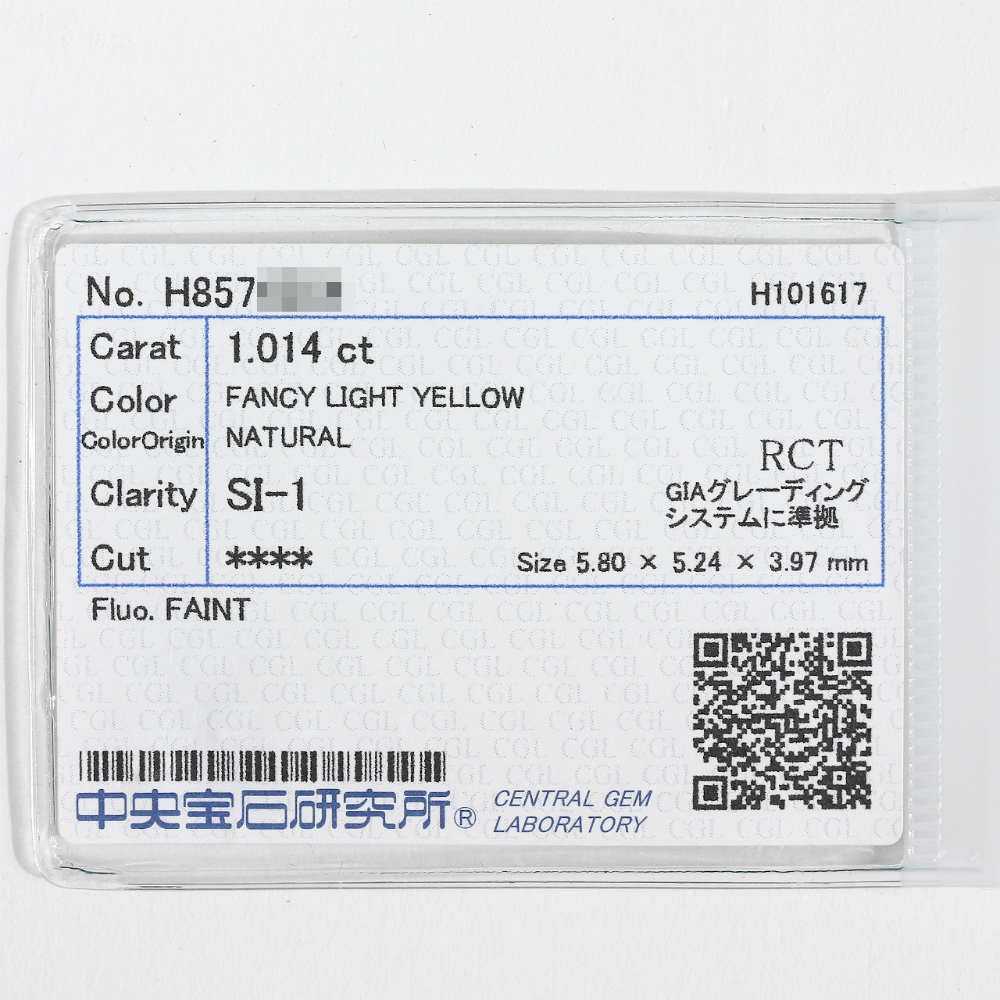 No. H857
H101617
Carat 1.014 ct
Color FANCY LIGHT YELLOW
ColorOrigin NATURAL
RCT
Clarity SI-1
GIAグレーディング
システムに準拠
Cut ****
Size 5.80 × 5.24 × 3.97 mm
Fluo. FAINT
中央宝石研究所® CENTRAL GEM
LABORATORY